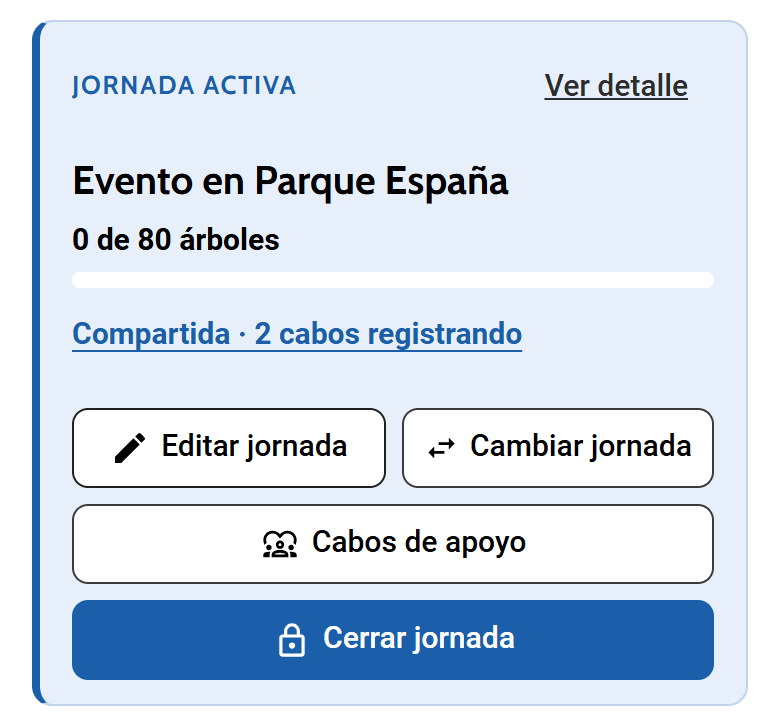 JORNADA ACTIVA
Ver detalle
Evento en Parque España
0 de 80 árboles
Compartida · 2 cabos registrando
Editar jornada
Cambiar jornada
Cabos de apoyo
Cerrar jornada